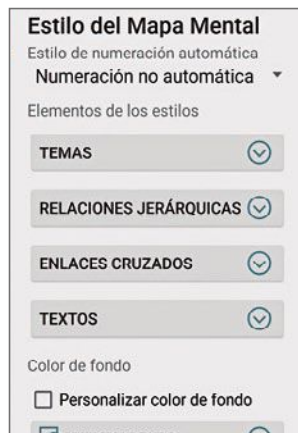 Estilo del Mapa Mental
Estilo de numeración automática
Numeración no automática
Elementos de los estilos
TEMAS
RELACIONES JERÁRQUICAS
ENLACES CRUZADOS
TEXTOS
Color de fondo
Personalizar color de fondo